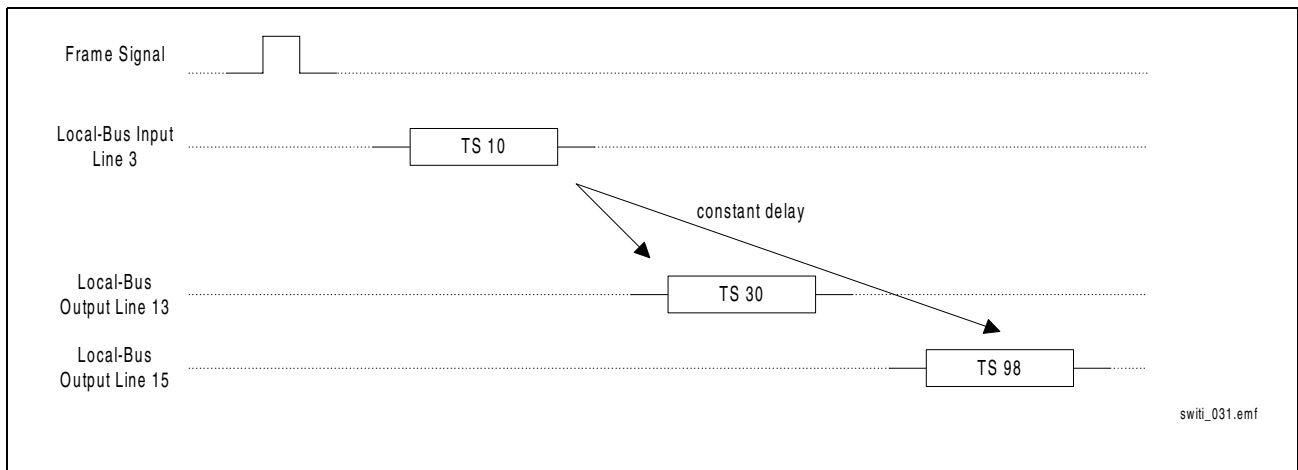 Frame Signal
Local-Bus Input
Line 3
TS 10
constant delay
Local-Bus
Output Line 13
TS 30
Local-Bus
Output Line 15
TS 98
switi_031.emf